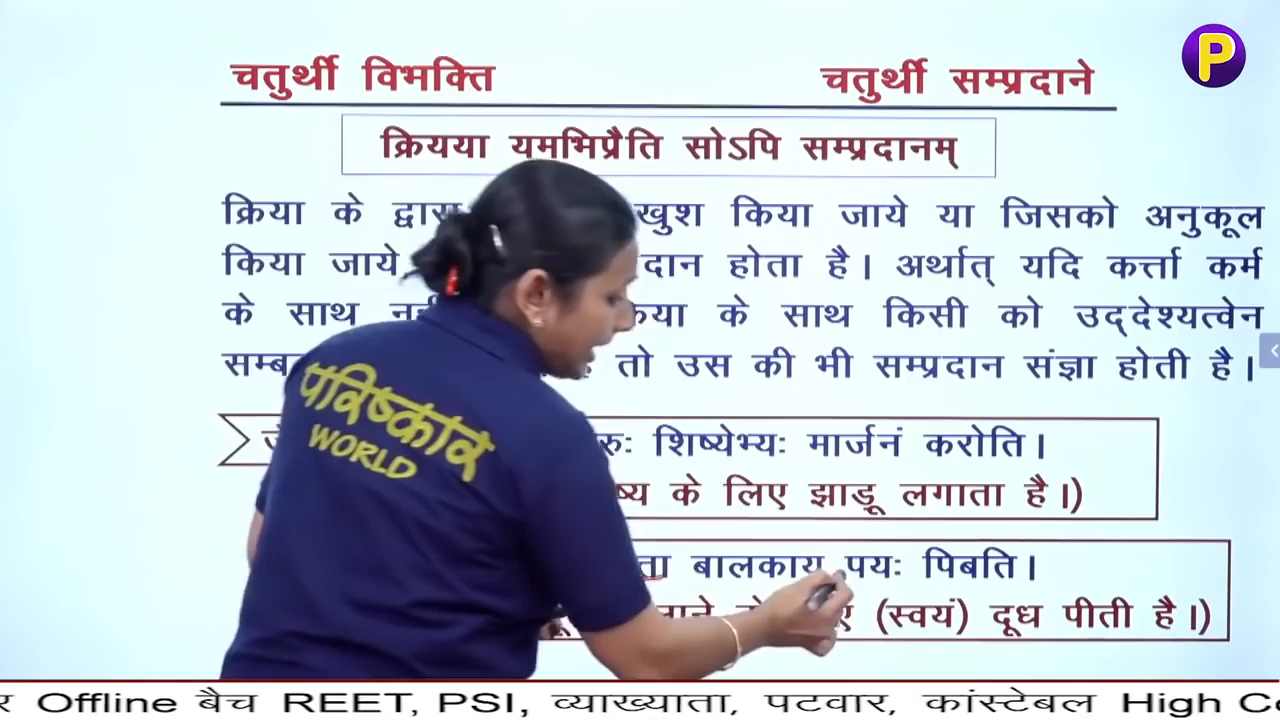 चतुर्थी विभक्ति चतुर्थी सम्प्रदाने
P
क्रियया यमभिप्रैति सोऽपि सम्प्रदानम्
क्रिया के द्वारा खुश किया जाये या जिसको अनुकूल
किया जाये दान होता है। अर्थात् यदि कर्त्ता कर्म
के साथ के साथ किसी को उद्देश्यत्वेन
तो उस की भी सम्प्रदान संज्ञा होती है।
शिष्येभ्यः मार्जनं करोति।
के लिए झाड़ू लगाता है।)
बालकाय पयः पिबति।
(स्वयं) दूध पीती है।)
परिष्कार
WORLD
Offline बैच REET, PSI, व्याख्याता, पटवार, कांस्टेबल High